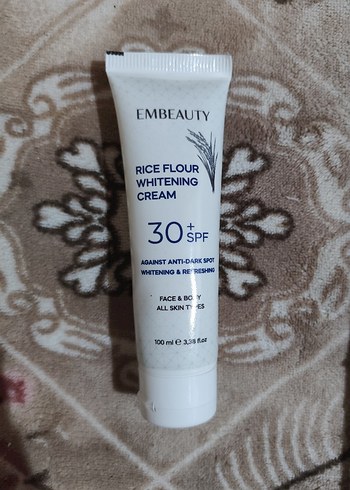 EMBEAUTY
RICE FLOUR
WHITENING
CREAM
30+
SPF
AGAINST ANTI-DARK SPOT
WHITENING & REFRESHING
FACE & BODY
ALL SKIN TYPES
100 ml e 3,38 fl.oz